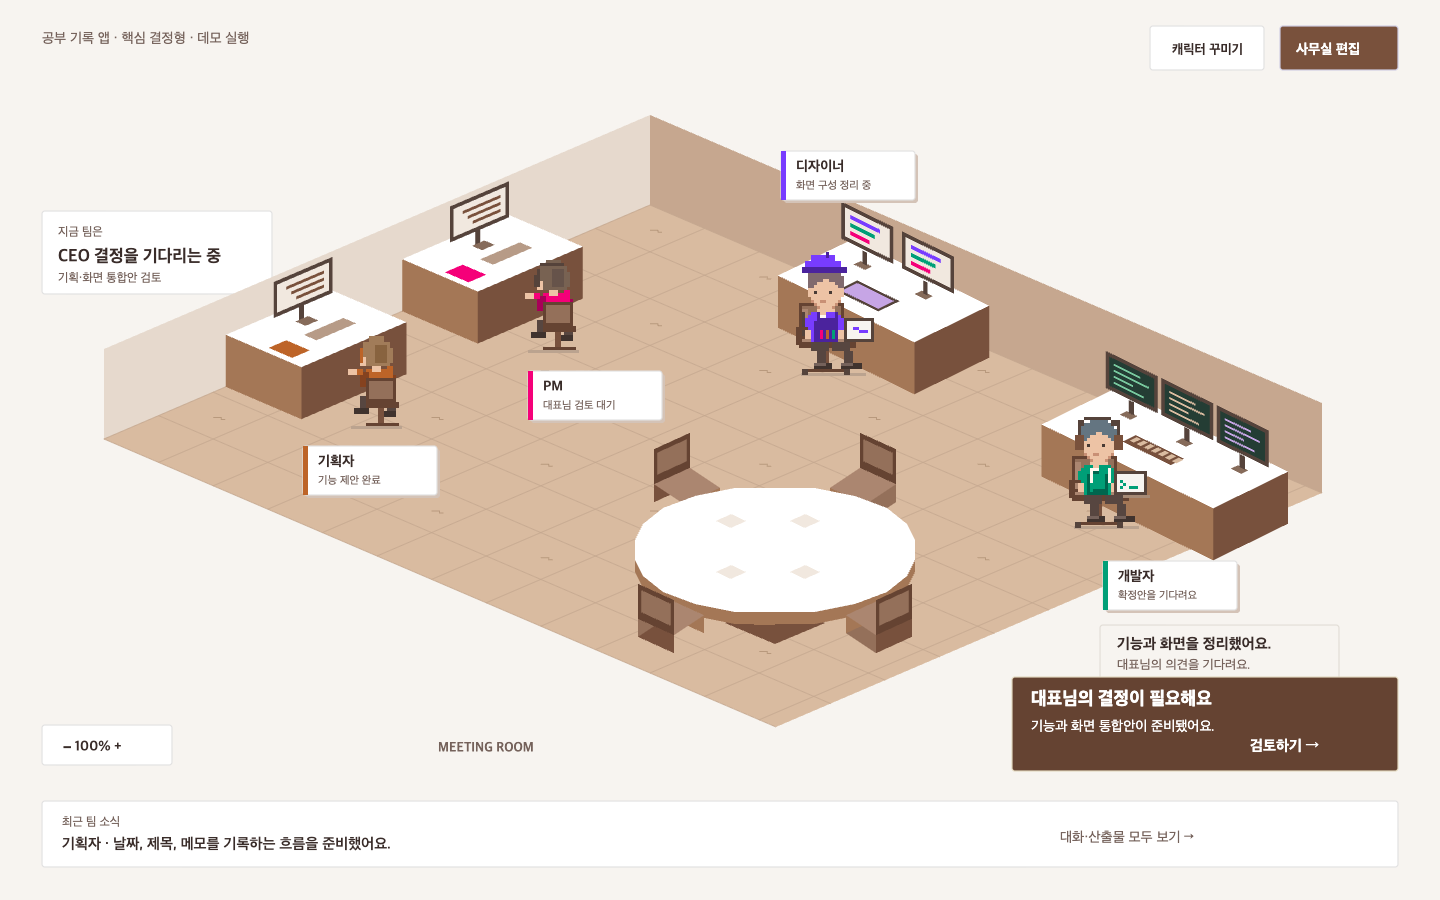 공부 기록 앱 · 핵심 결정형 · 데모 실행
캐릭터 꾸미기
사무실 편집
디자이너
화면 구성 정리 중
지금 팀은
CEO 결정을 기다리는 중
기획·화면 통합안 검토
PM
대표님 검토 대기
기획자
기능 제안 완료
개발자
확정안을 기다려요
기능과 화면을 정리했어요.
대표님의 의견을 기다려요.
대표님의 결정이 필요해요
기능과 화면 통합안이 준비됐어요.
검토하기 →
– 100% +
MEETING ROOM
최근 팀 소식
기획자 · 날짜, 제목, 메모를 기록하는 흐름을 준비했어요.
대화·산출물 모두 보기 →